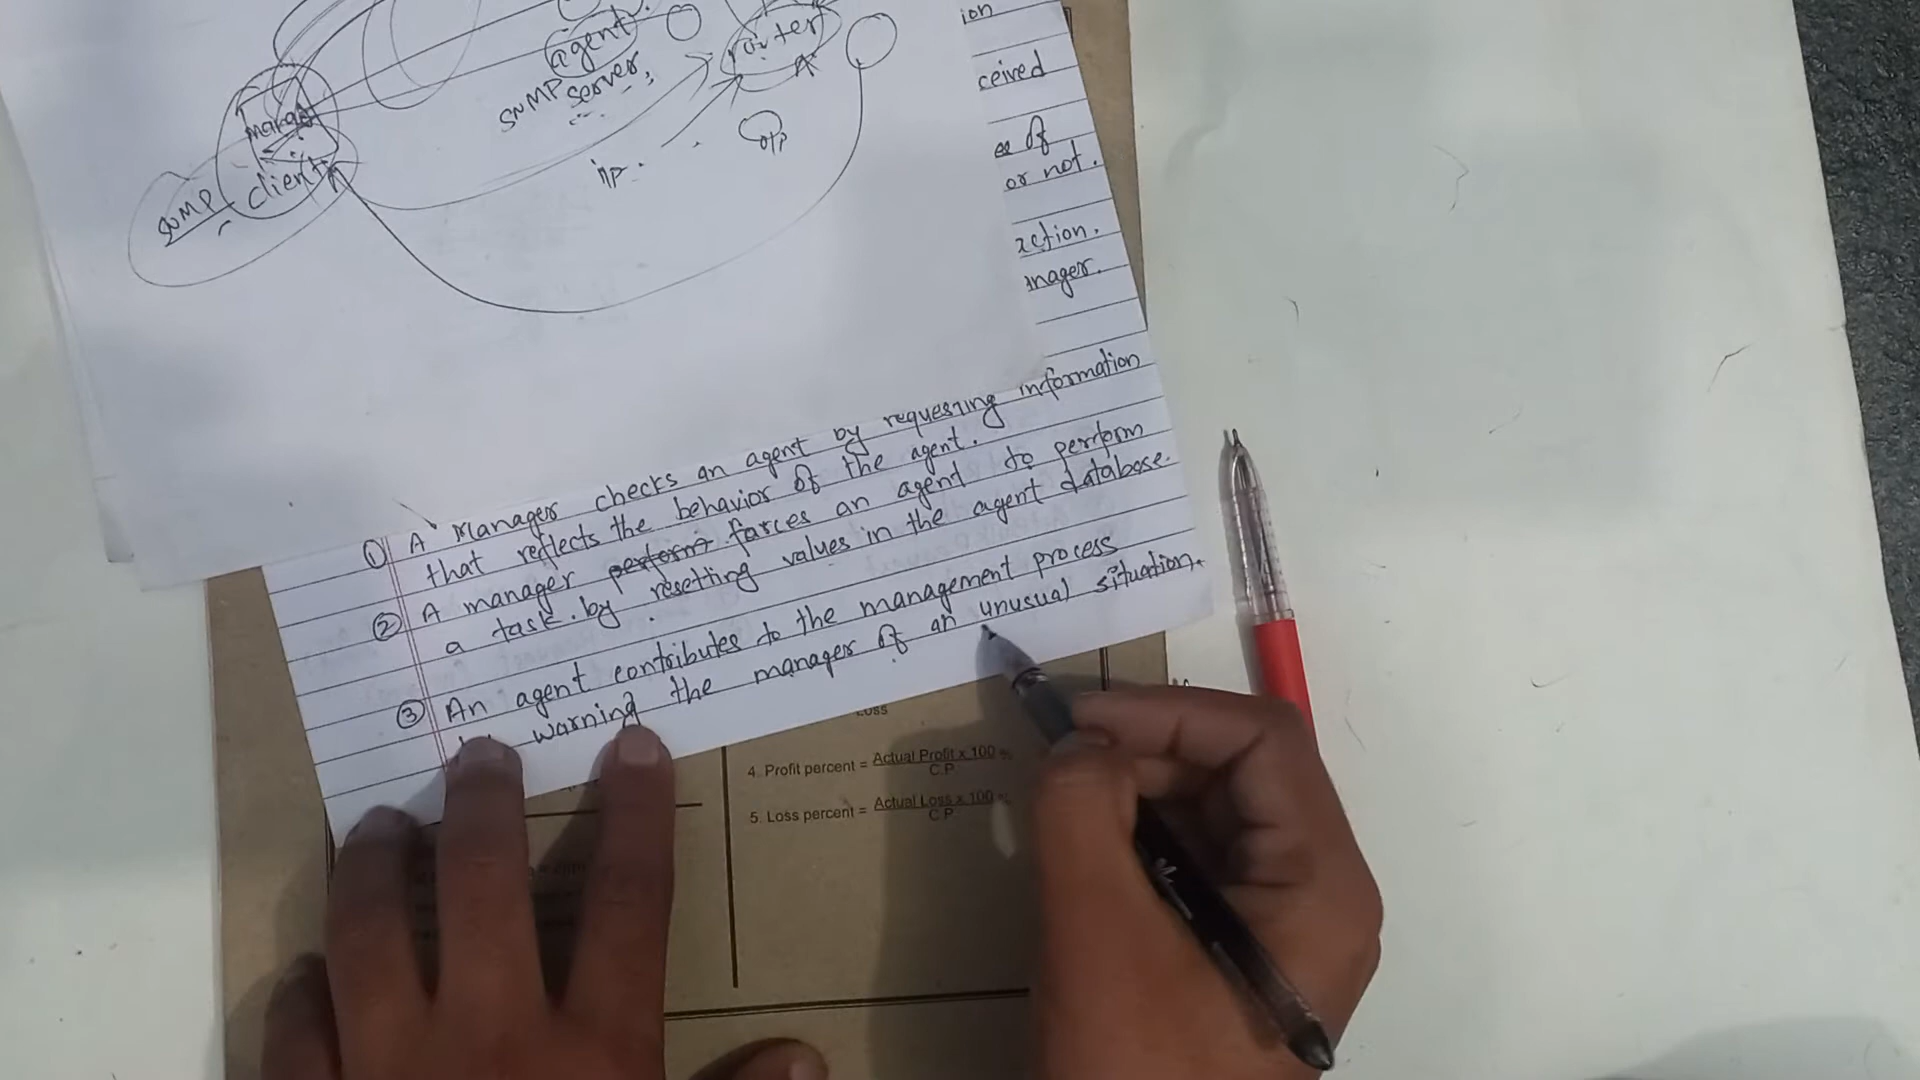 agent.
router
SNMP server,
manag
SNMP client
ip.
o/p
ion
ceived
of
or not.
action.
nager.
① A Manager checks an agent by requesting information
that reflects the behavior of the agent.
② A manager perform forces an agent to perform
a task. by resetting values in the agent database.
③ An agent contributes to the management process
warning the manager of an unusual situation.
Loss
4. Profit percent = Actual Profit x 100 / C.P
5. Loss percent = Actual Loss x 100 / C.P